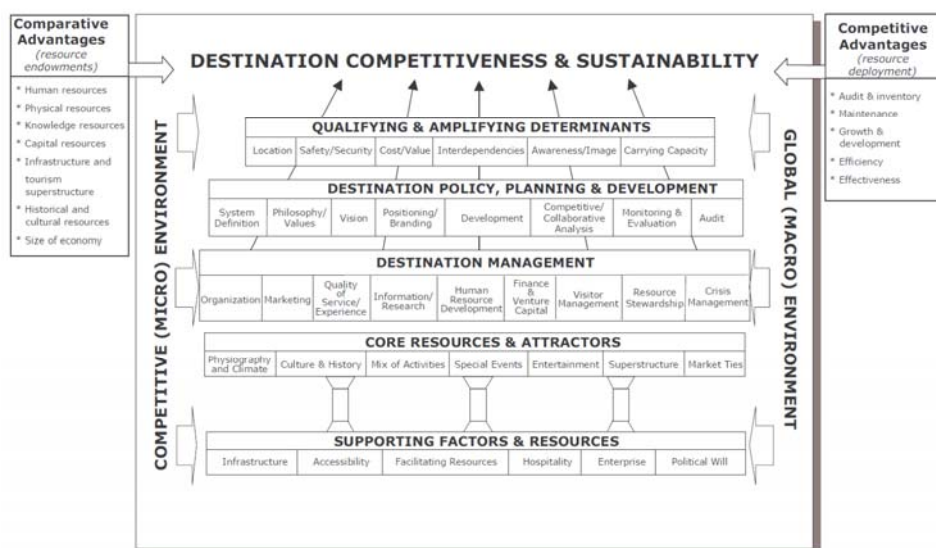 Comparative
Advantages
(resource
endowments)
* Human resources
* Physical resources
* Knowledge resources
* Capital resources
* Infrastructure and
tourism
superstructure
* Historical and
cultural resources
* Size of economy
DESTINATION COMPETITIVENESS & SUSTAINABILITY
Competitive
Advantages
(resource
deployment)
* Audit & inventory
* Maintenance
* Growth &
development
* Efficiency
* Effectiveness
COMPETITIVE (MICRO) ENVIRONMENT
GLOBAL (MACRO) ENVIRONMENT
QUALIFYING & AMPLIFYING DETERMINANTS
Location Safety/Security Cost/Value Interdependencies Awareness/Image Carrying Capacity
DESTINATION POLICY, PLANNING & DEVELOPMENT
System
Definition
Philosophy/
Values
Vision
Positioning/
Branding
Development
Competitive/
Collaborative
Analysis
Monitoring &
Evaluation
Audit
DESTINATION MANAGEMENT
Organization
Marketing
Quality
of
Service/
Experience
Information/
Research
Human
Resource
Development
Finance
&
Venture
Capital
Visitor
Management
Resource
Stewardship
Crisis
Management
CORE RESOURCES & ATTRACTORS
Physiography
and Climate
Culture & History
Mix of Activities
Special Events
Entertainment
Superstructure
Market Ties
SUPPORTING FACTORS & RESOURCES
Infrastructure Accessibility Facilitating Resources Hospitality Enterprise Political Will